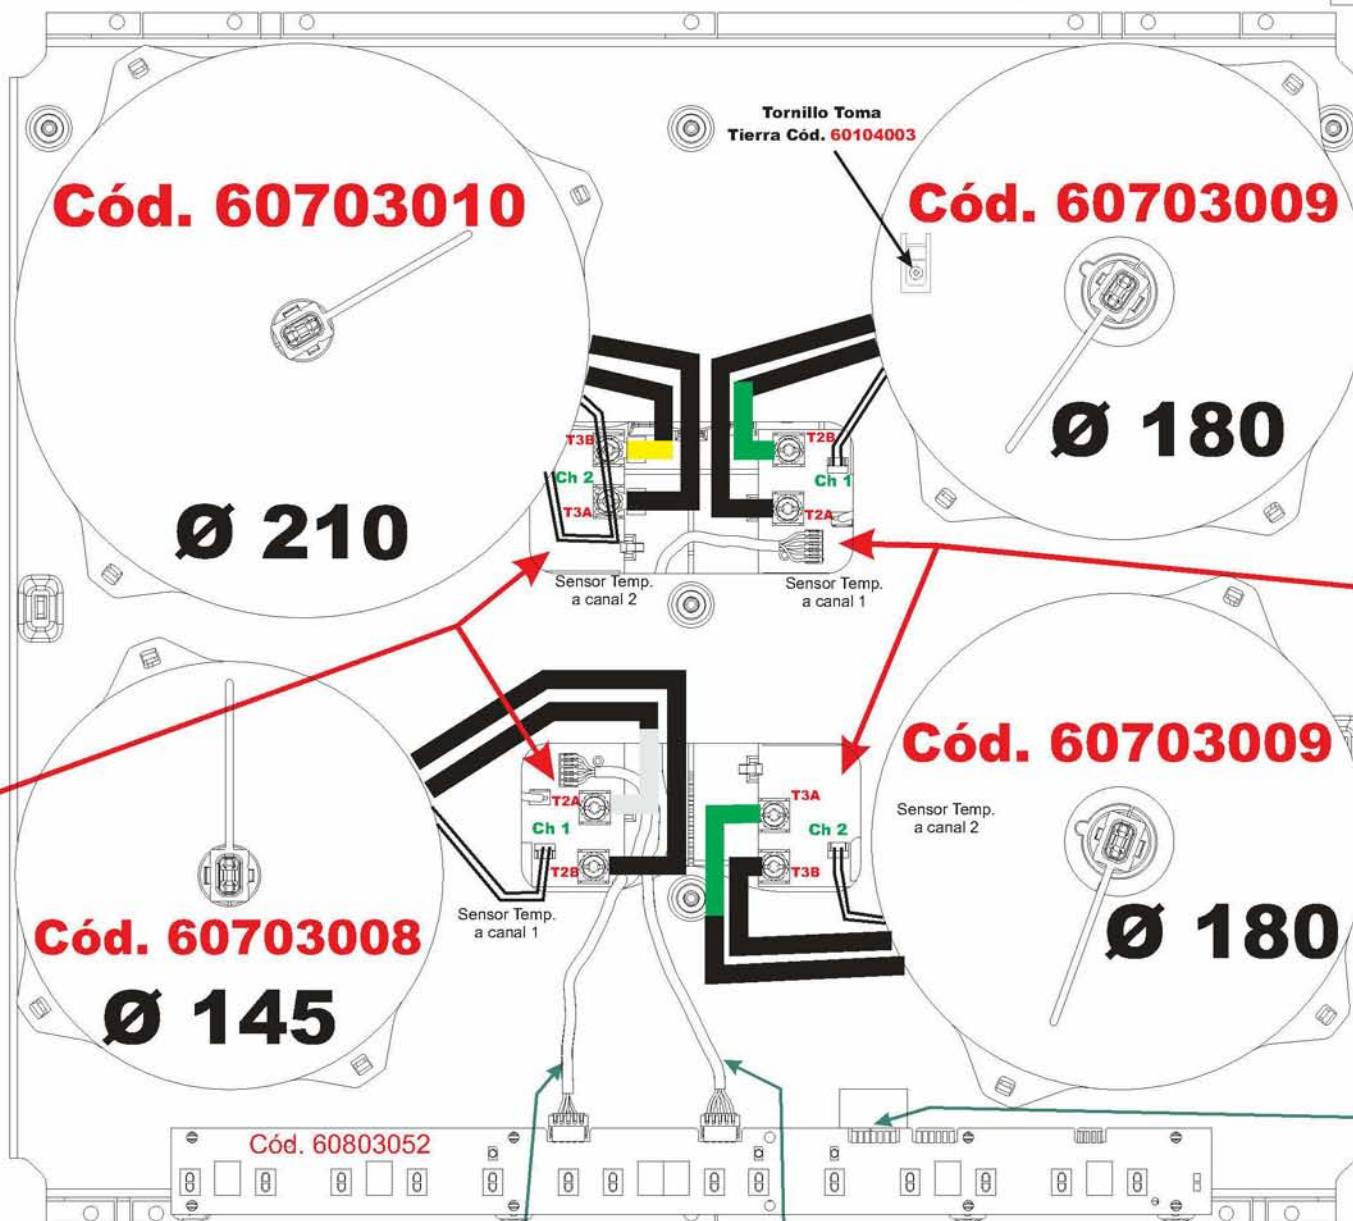 Tornillo Toma
Tierra Cód. 60104003
Cód. 60703010
Cód. 60703009
Ø 180
Ø 210
T3B
Ch 2
T3A
T2B
Ch 1
T2A
Sensor Temp.
a canal 2
Sensor Temp.
a canal 1
Cód. 60703009
T2A
Ch 1
T2B
T3A
Ch 2
T3B
Sensor Temp.
a canal 2
Sensor Temp.
a canal 1
Cód. 60703008
Ø 145
Ø 180
Cód. 60803052